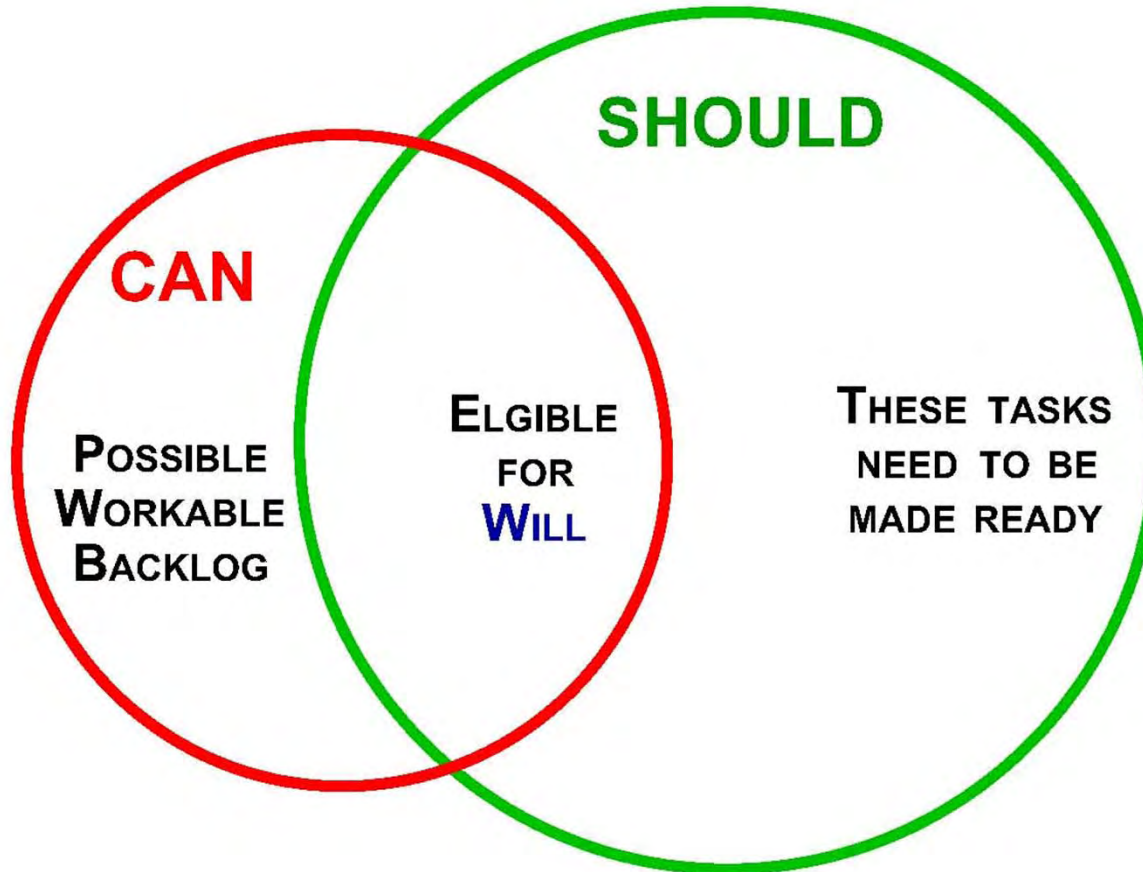 SHOULD
CAN
POSSIBLE
WORKABLE
BACKLOG
ELGIBLE
FOR
WILL
THESE TASKS
NEED TO BE
MADE READY